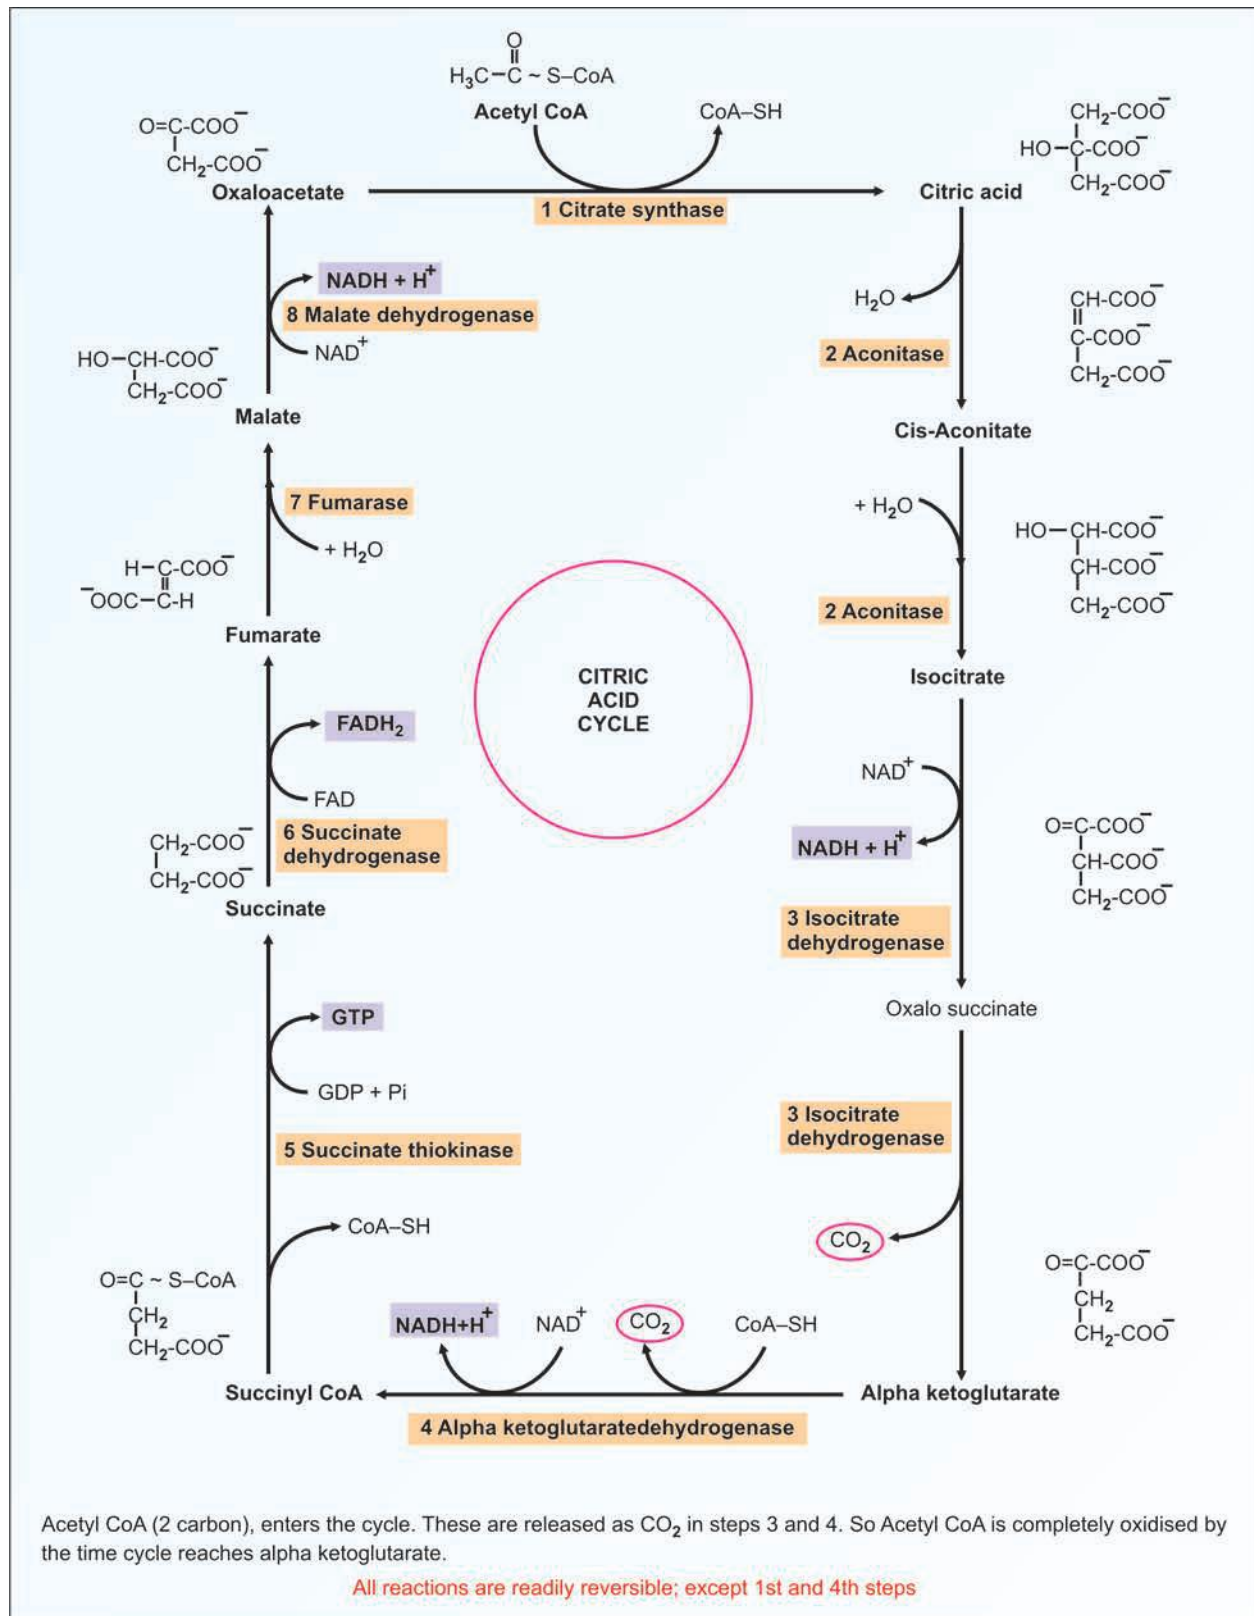 O
H₃C–C ~ S–CoA
Acetyl CoA
CoA–SH
O=C-COO⁻
CH₂-COO⁻
Oxaloacetate
1 Citrate synthase
Citric acid
CH₂-COO⁻
HO–C-COO⁻
CH₂-COO⁻
H₂O
2 Aconitase
CH-COO⁻
C-COO⁻
CH₂-COO⁻
Cis-Aconitate
+ H₂O
2 Aconitase
HO–CH-COO⁻
CH-COO⁻
CH₂-COO⁻
Isocitrate
NAD⁺
NADH + H⁺
3 Isocitrate
dehydrogenase
O=C-COO⁻
CH-COO⁻
CH₂-COO⁻
Oxalo succinate
3 Isocitrate
dehydrogenase
CO₂
O=C-COO⁻
CH₂
CH₂-COO⁻
Alpha ketoglutarate
CoA–SH
CO₂
NAD⁺
NADH+H⁺
4 Alpha ketoglutaratedehydrogenase
Succinyl CoA
O=C ~ S–CoA
CH₂
CH₂-COO⁻
CoA–SH
5 Succinate thiokinase
GDP + Pi
GTP
Succinate
CH₂-COO⁻
CH₂-COO⁻
6 Succinate
dehydrogenase
FAD
FADH₂
Fumarate
H–C-COO⁻
⁻OOC–C-H
+ H₂O
7 Fumarase
Malate
HO–CH-COO⁻
CH₂-COO⁻
NAD⁺
8 Malate dehydrogenase
NADH + H⁺
CITRIC
ACID
CYCLE
Acetyl CoA (2 carbon), enters the cycle. These are released as CO₂ in steps 3 and 4. So Acetyl CoA is completely oxidised by
the time cycle reaches alpha ketoglutarate.
All reactions are readily reversible; except 1st and 4th steps